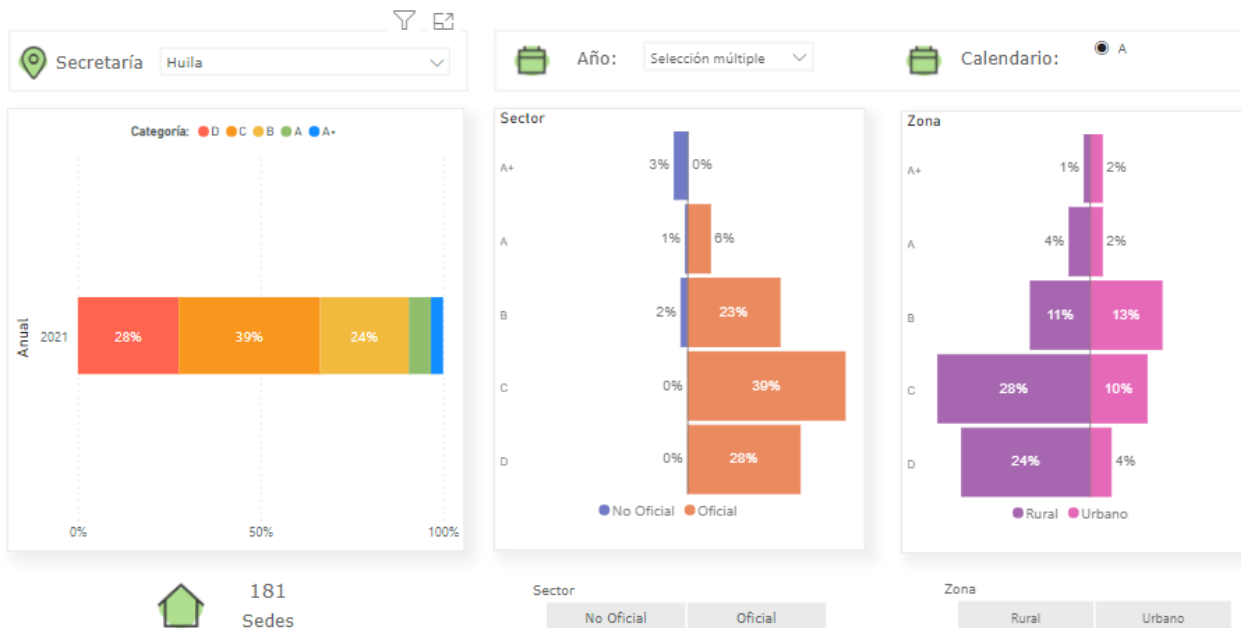 Secretaría
Huila
Año:
Selección múltiple
Calendario:
A
Categoría: D C B A A+
Anual
2021
28% 39% 24%
0% 50% 100%
Sector
A+ 3% 0%
A 1% 6%
B 2% 23%
C 0% 39%
D 0% 28%
No Oficial Oficial
Zona
A+ 1% 2%
A 4% 2%
B 11% 13%
C 28% 10%
D 24% 4%
Rural Urbano
181
Sedes
Sector
No Oficial Oficial
Zona
Rural Urbano